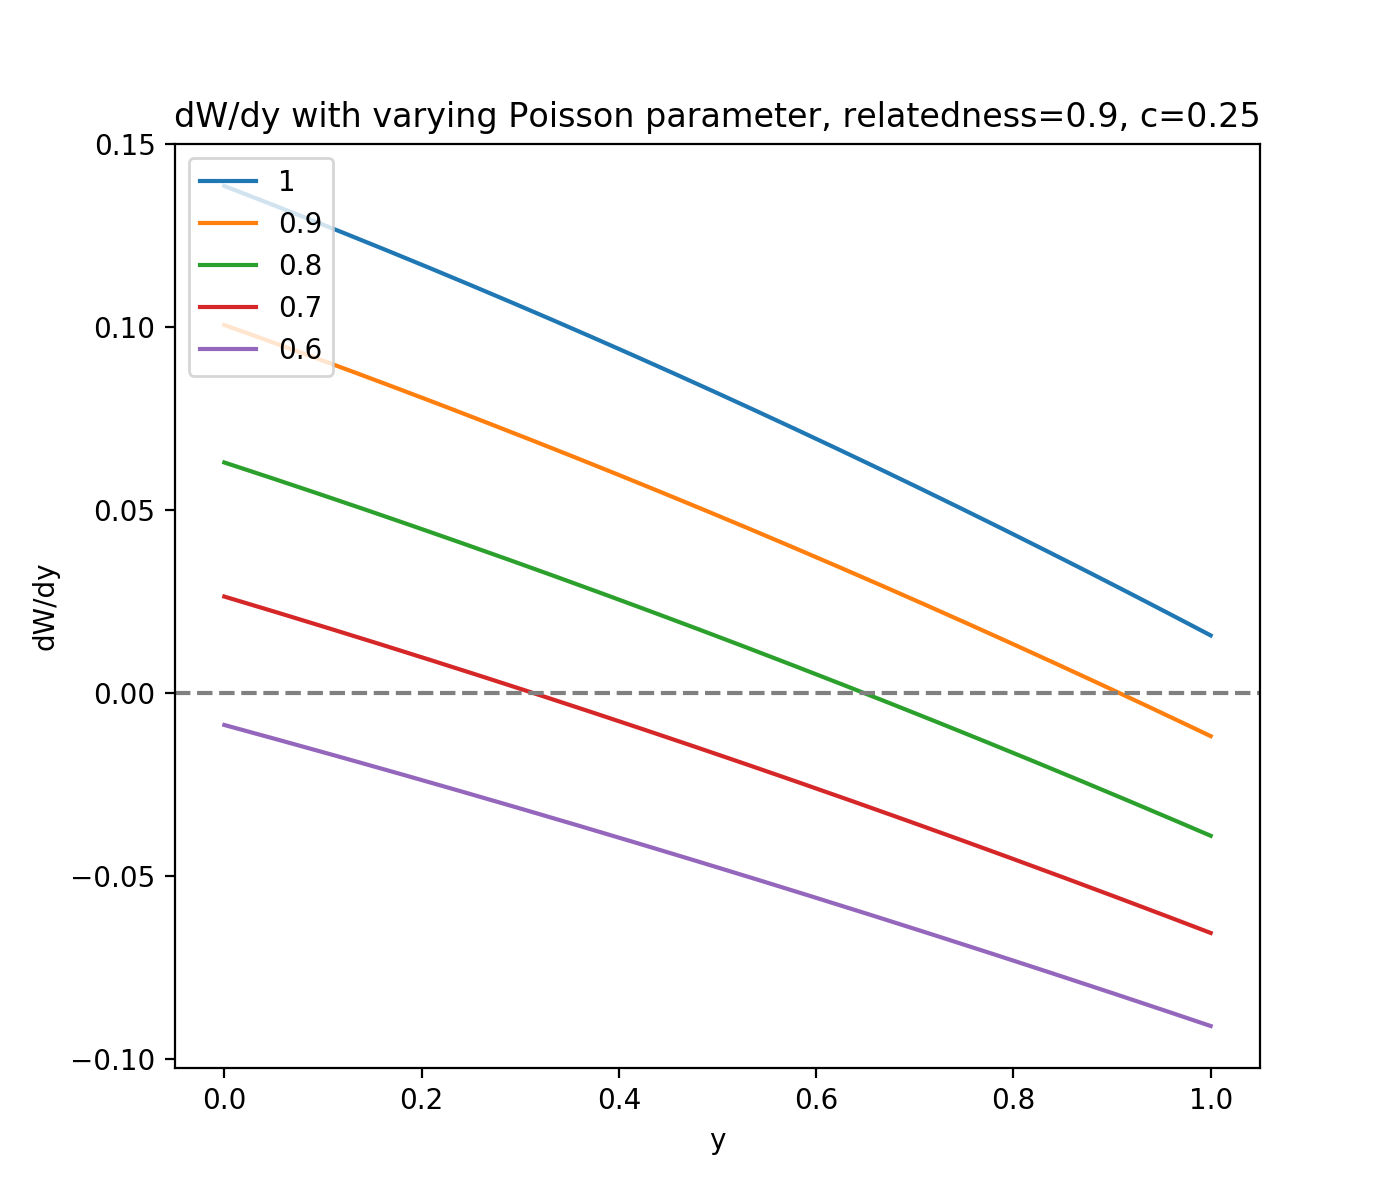 dW/dy with varying Poisson parameter, relatedness=0.9, c=0.25
0.15
0.10
0.05
0.00
−0.05
−0.10
dW/dy
1
0.9
0.8
0.7
0.6
0.0 0.2 0.4 0.6 0.8 1.0
y